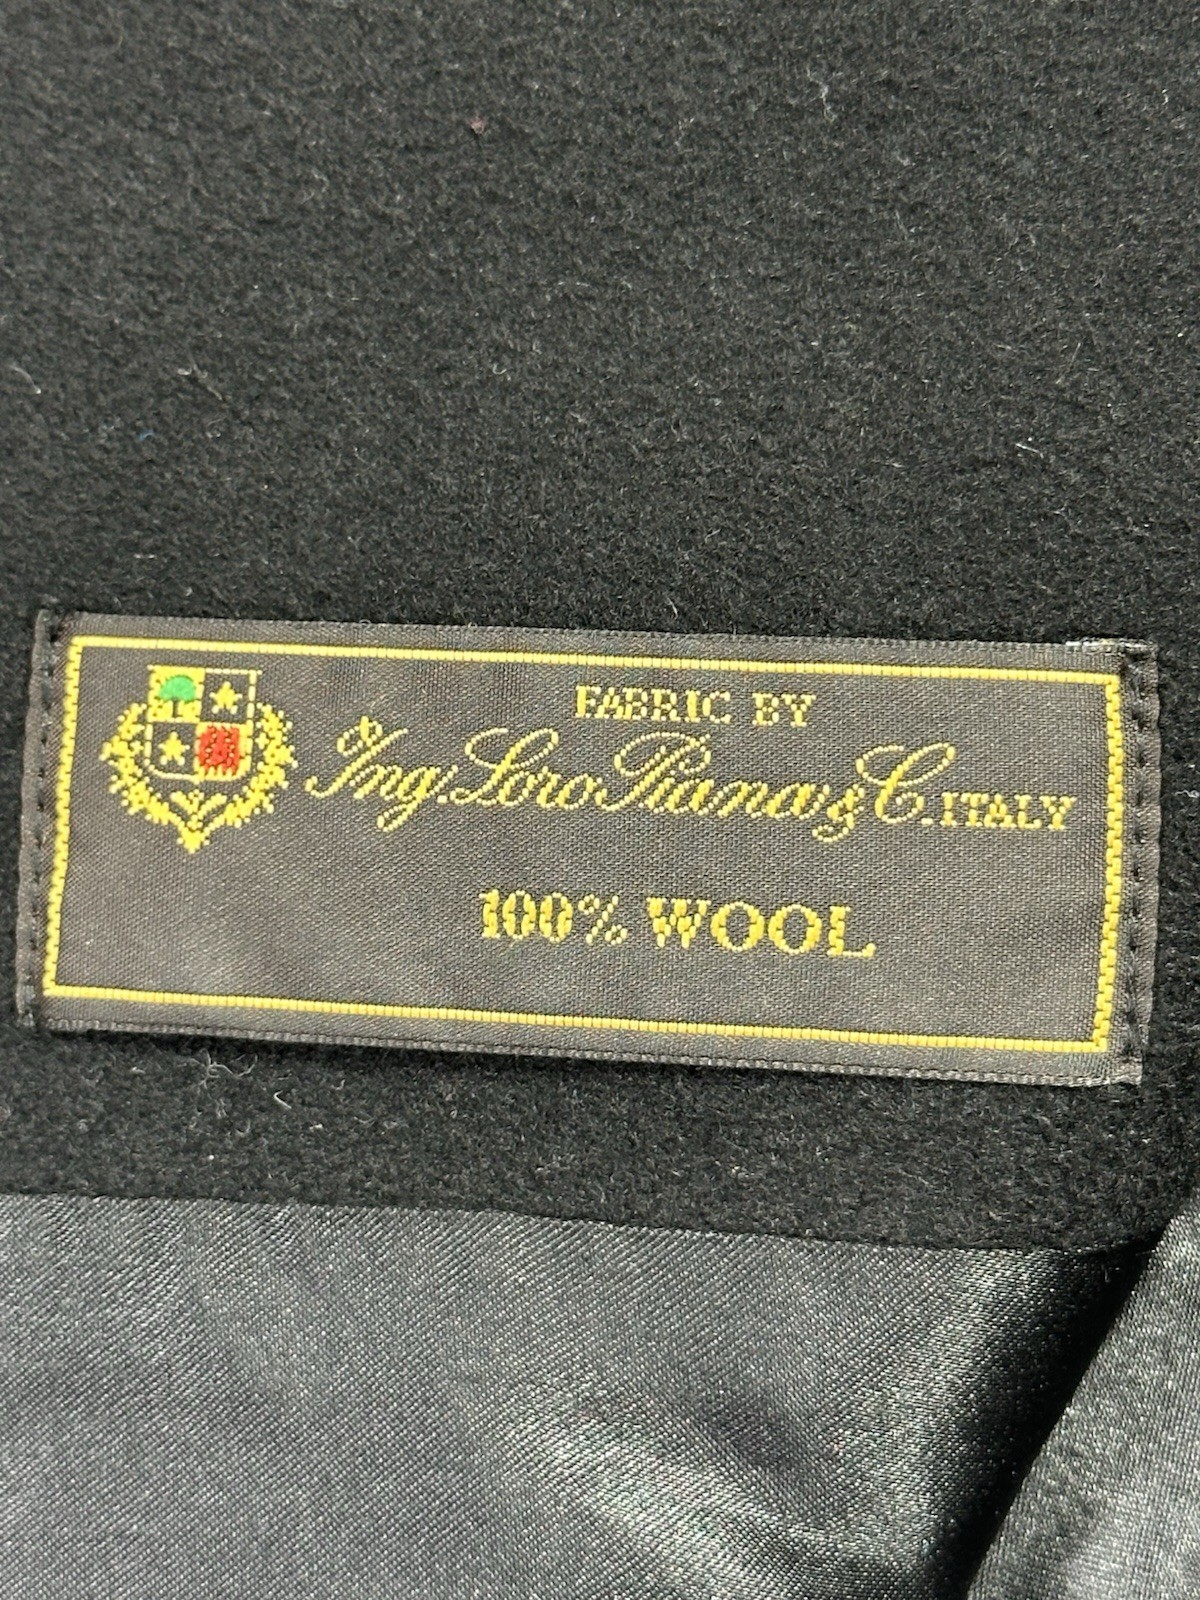 FABRIC BY
Ing. Loro Piana & C. ITALY
100% WOOL